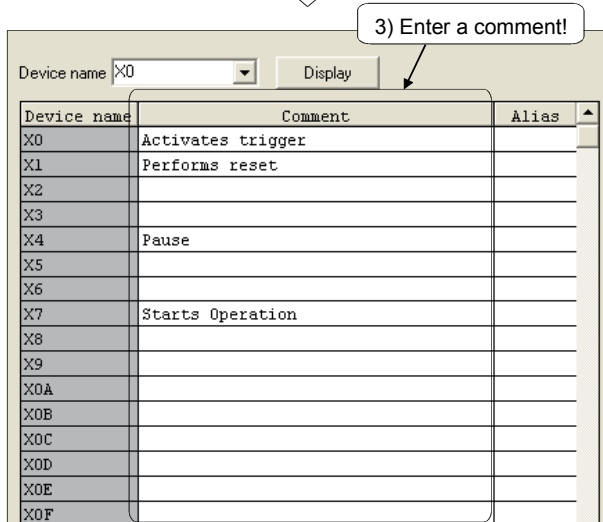 3) Enter a comment!
Device name X0 Display
Device name Comment Alias
X0 Activates trigger
X1 Performs reset
X2
X3
X4 Pause
X5
X6
X7 Starts Operation
X8
X9
X0A
X0B
X0C
X0D
X0E
X0F